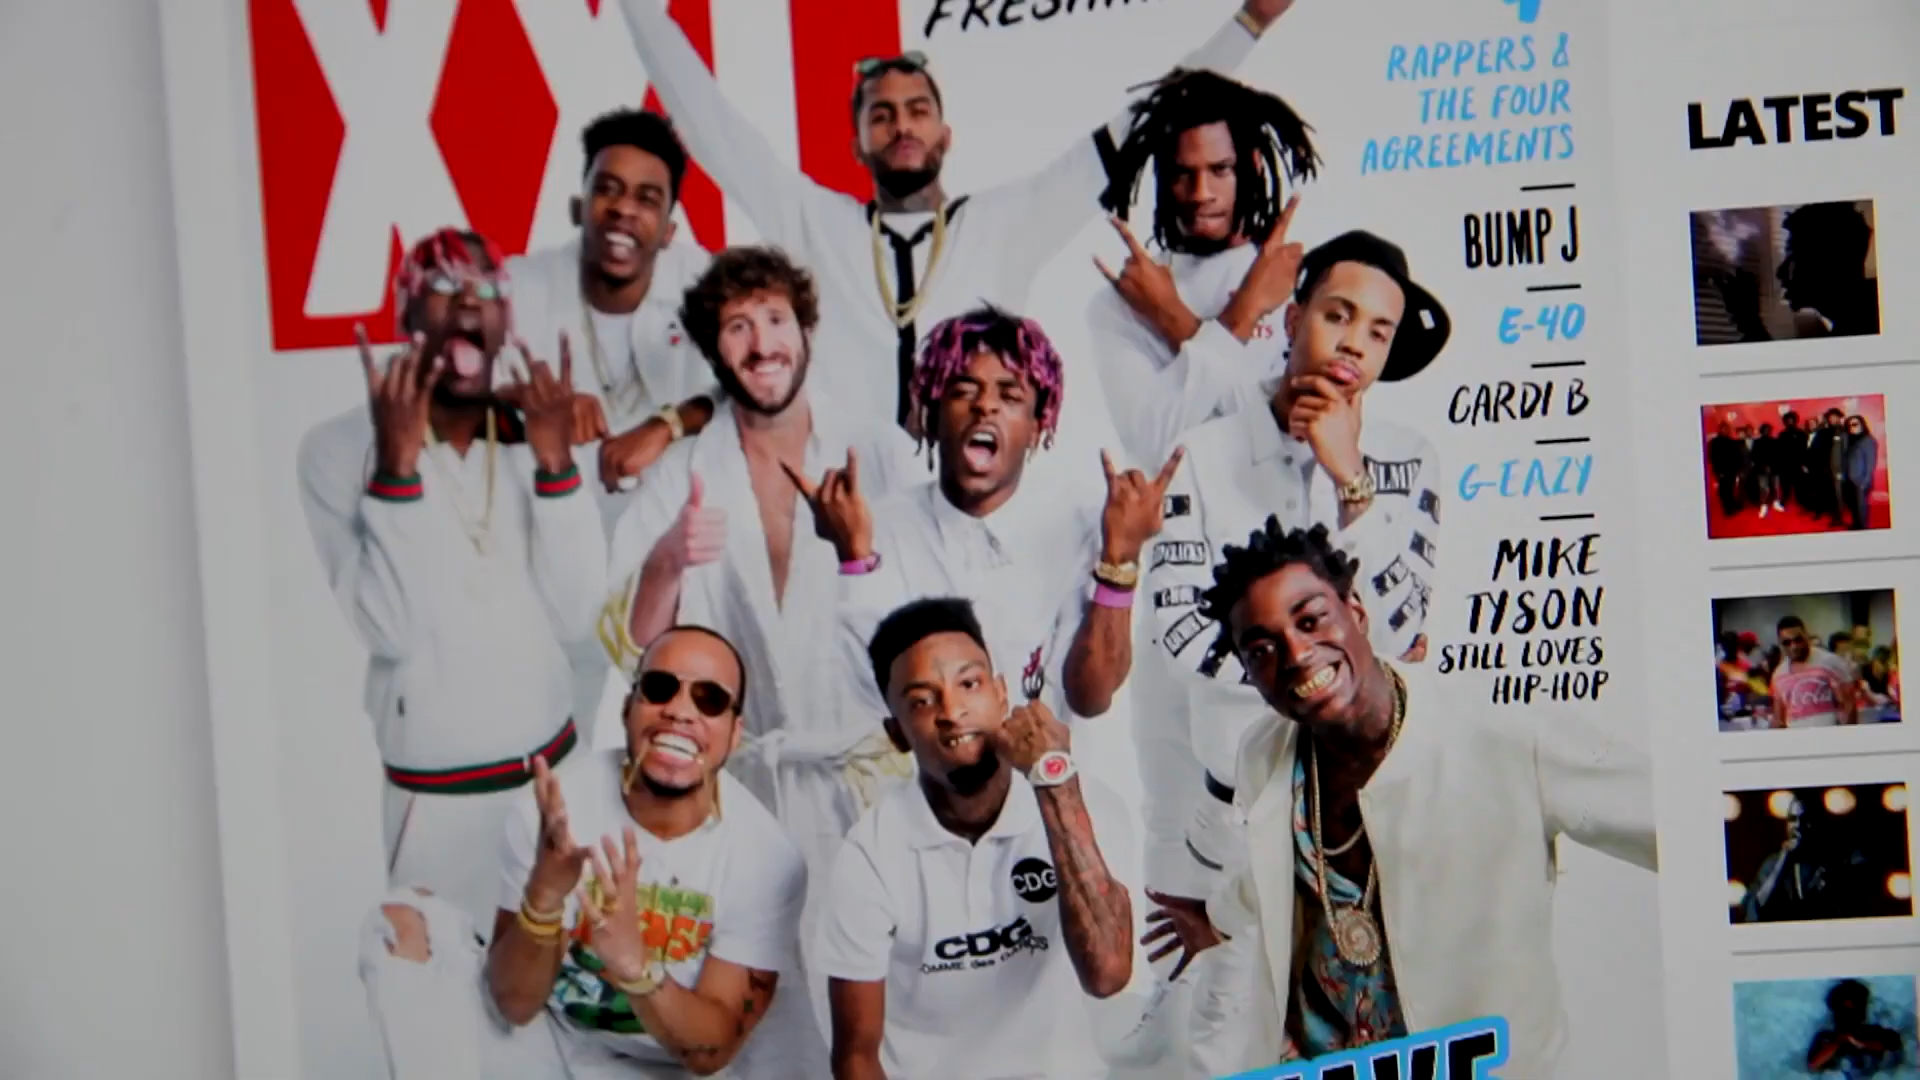 XXL
RAPPERS &
THE FOUR
AGREEMENTS
BUMP J
E-40
CARDI B
G-EAZY
MIKE
TYSON
STILL LOVES
HIP-HOP
LATEST
CDG
CDG